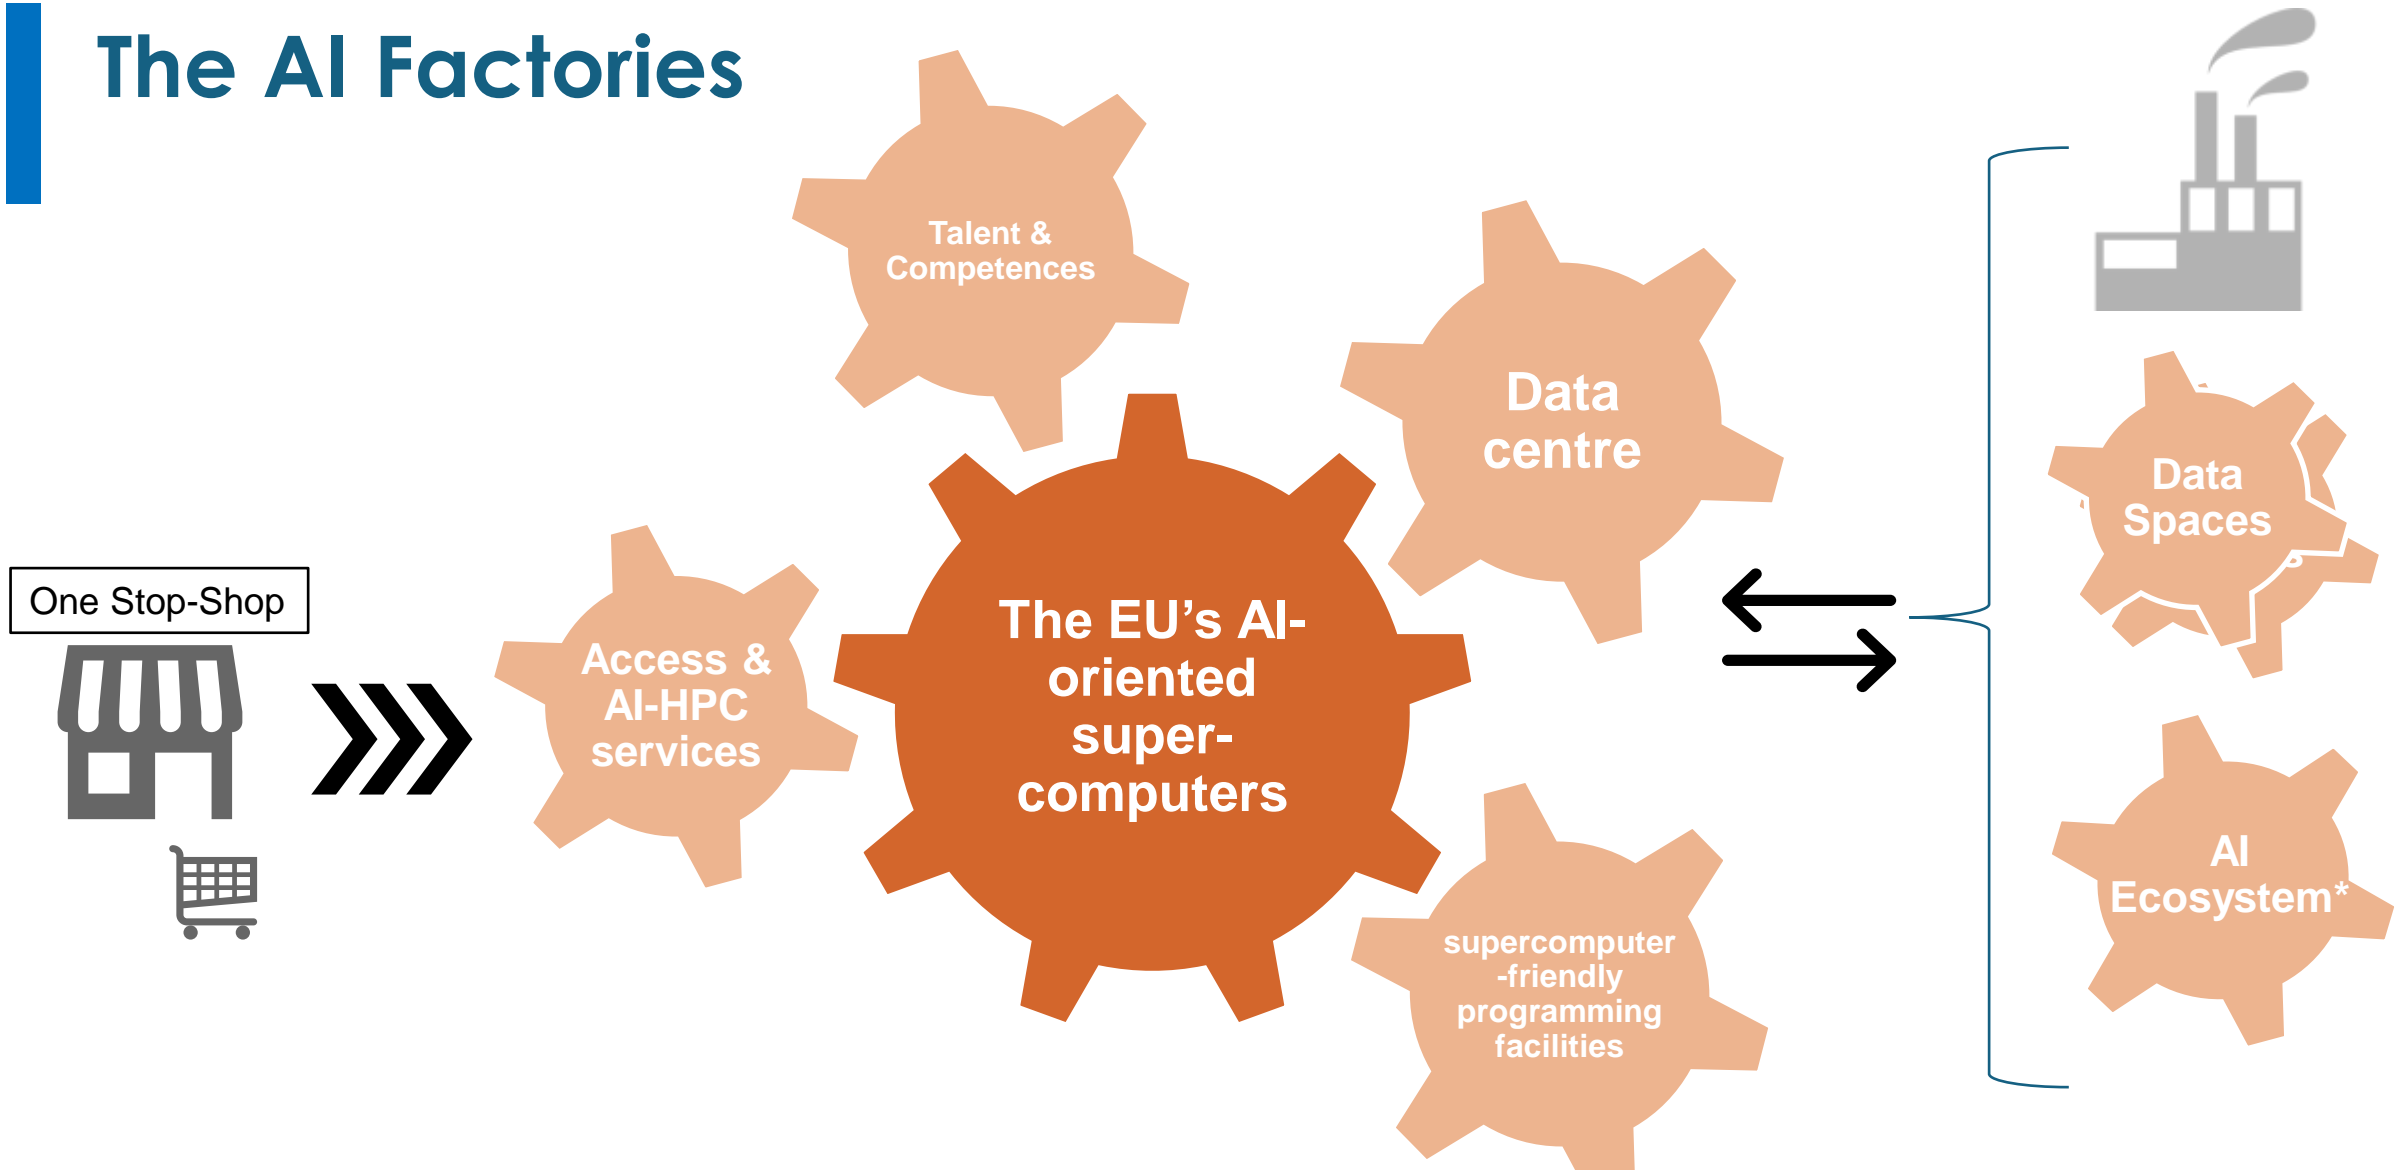 The AI Factories
Talent &
Competences
Data
centre
The EU’s AI-
oriented
super-
computers
One Stop-Shop
Access &
AI-HPC
services
supercomputer
-friendly
programming
facilities
Data
Spaces
AI
Ecosystem*